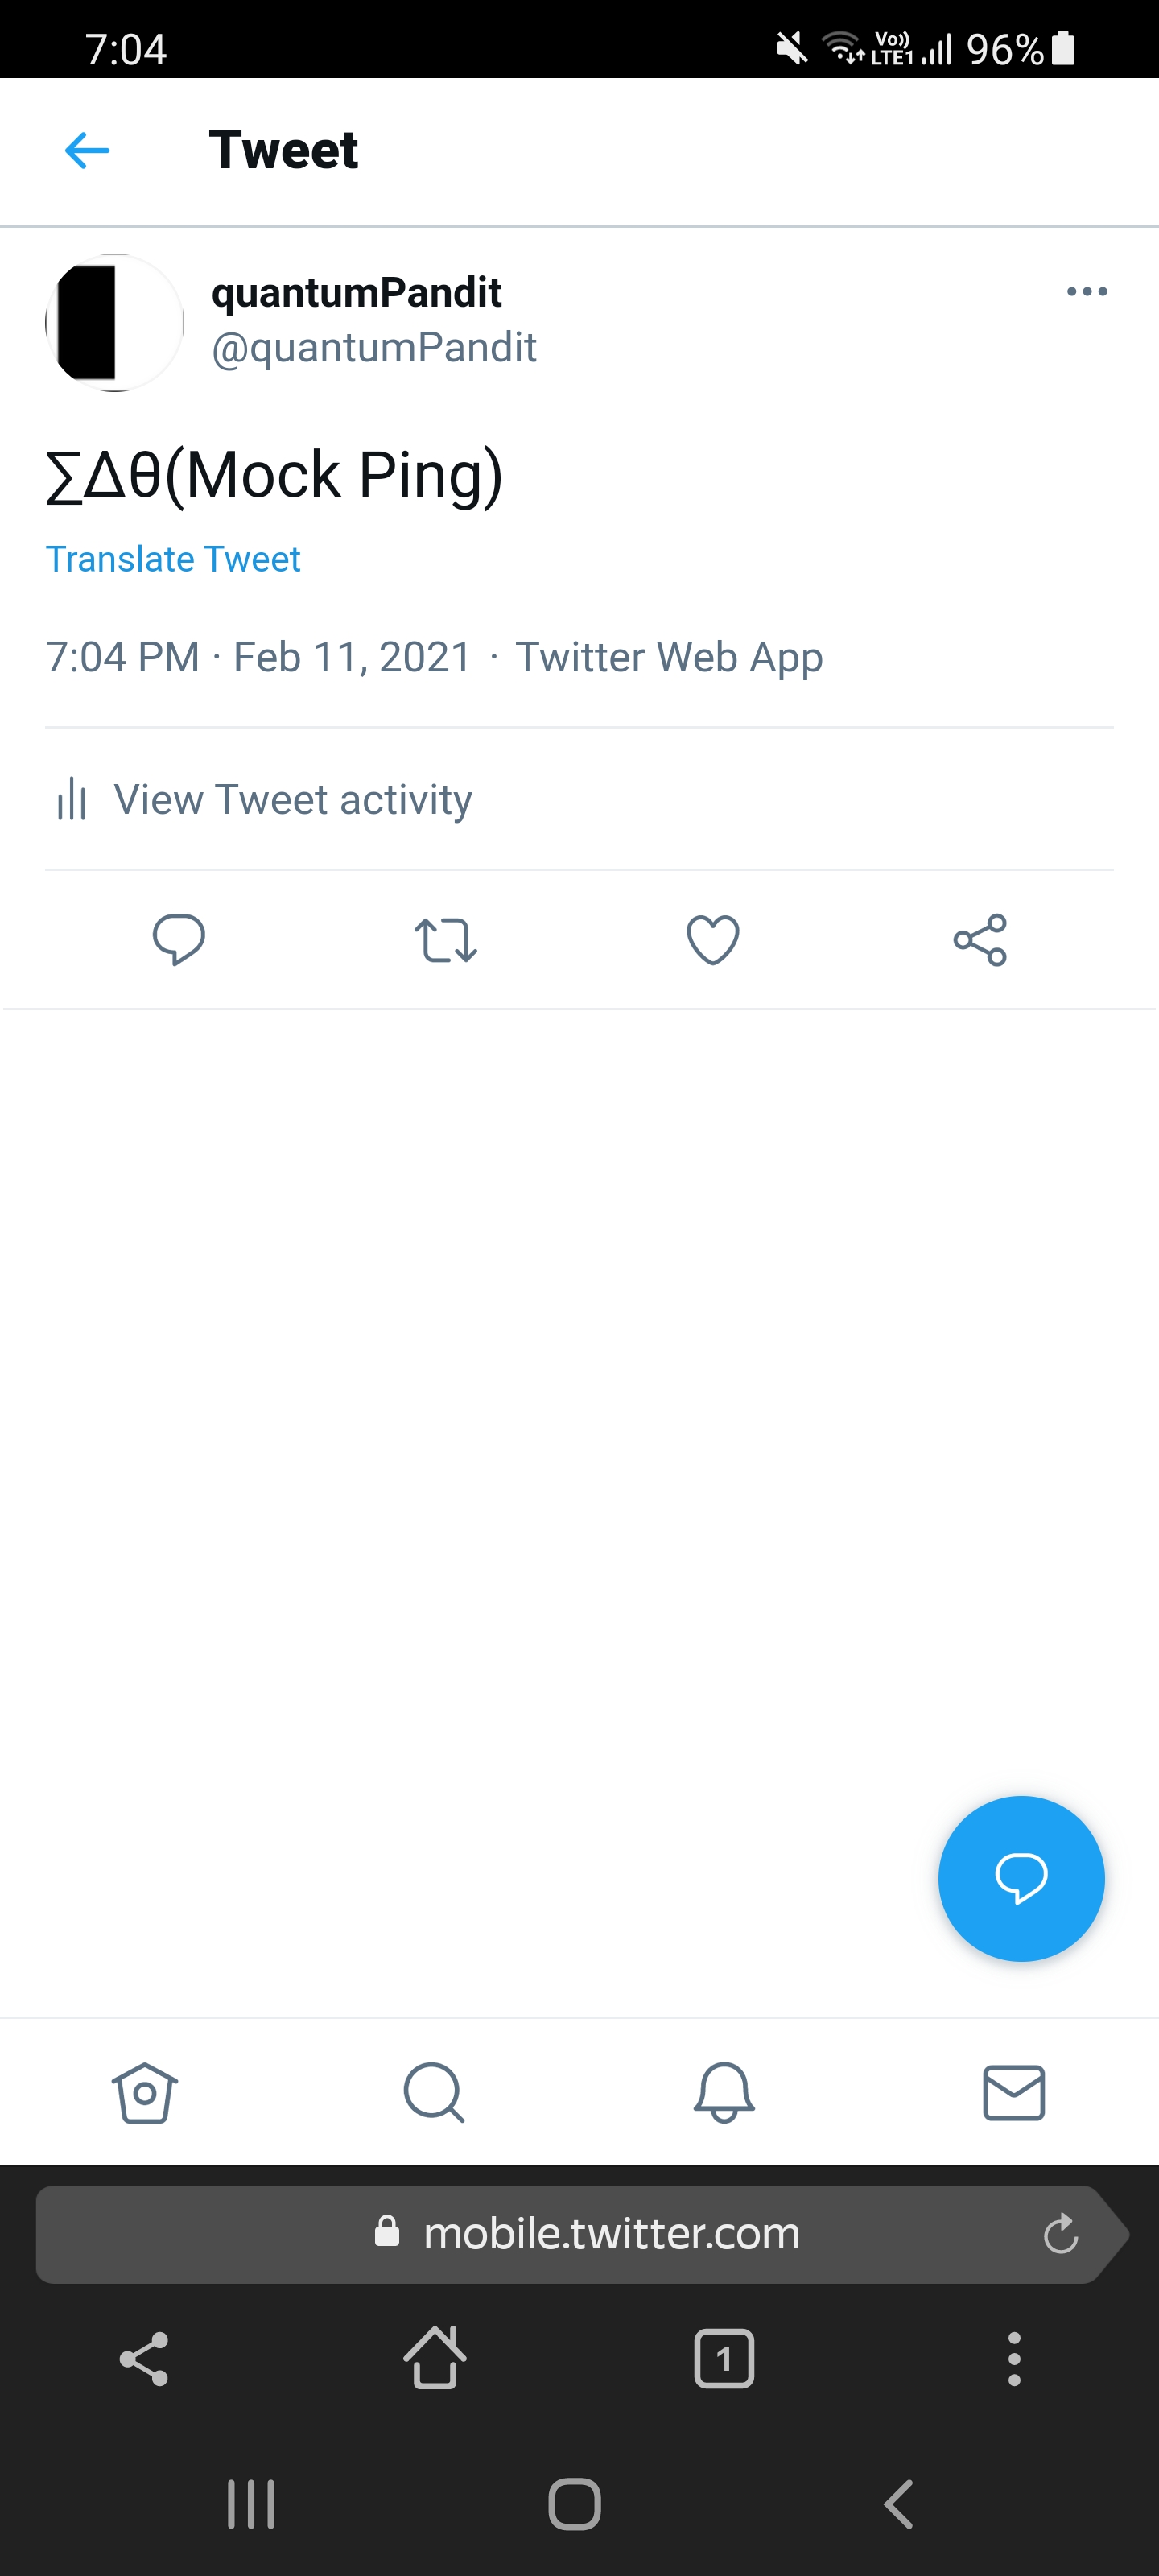 7:04 Vo)) LTE1 96%
Tweet
quantumPandit
@quantumPandit
∑Δθ(Mock Ping)
Translate Tweet
7:04 PM · Feb 11, 2021 · Twitter Web App
View Tweet activity
mobile.twitter.com
1